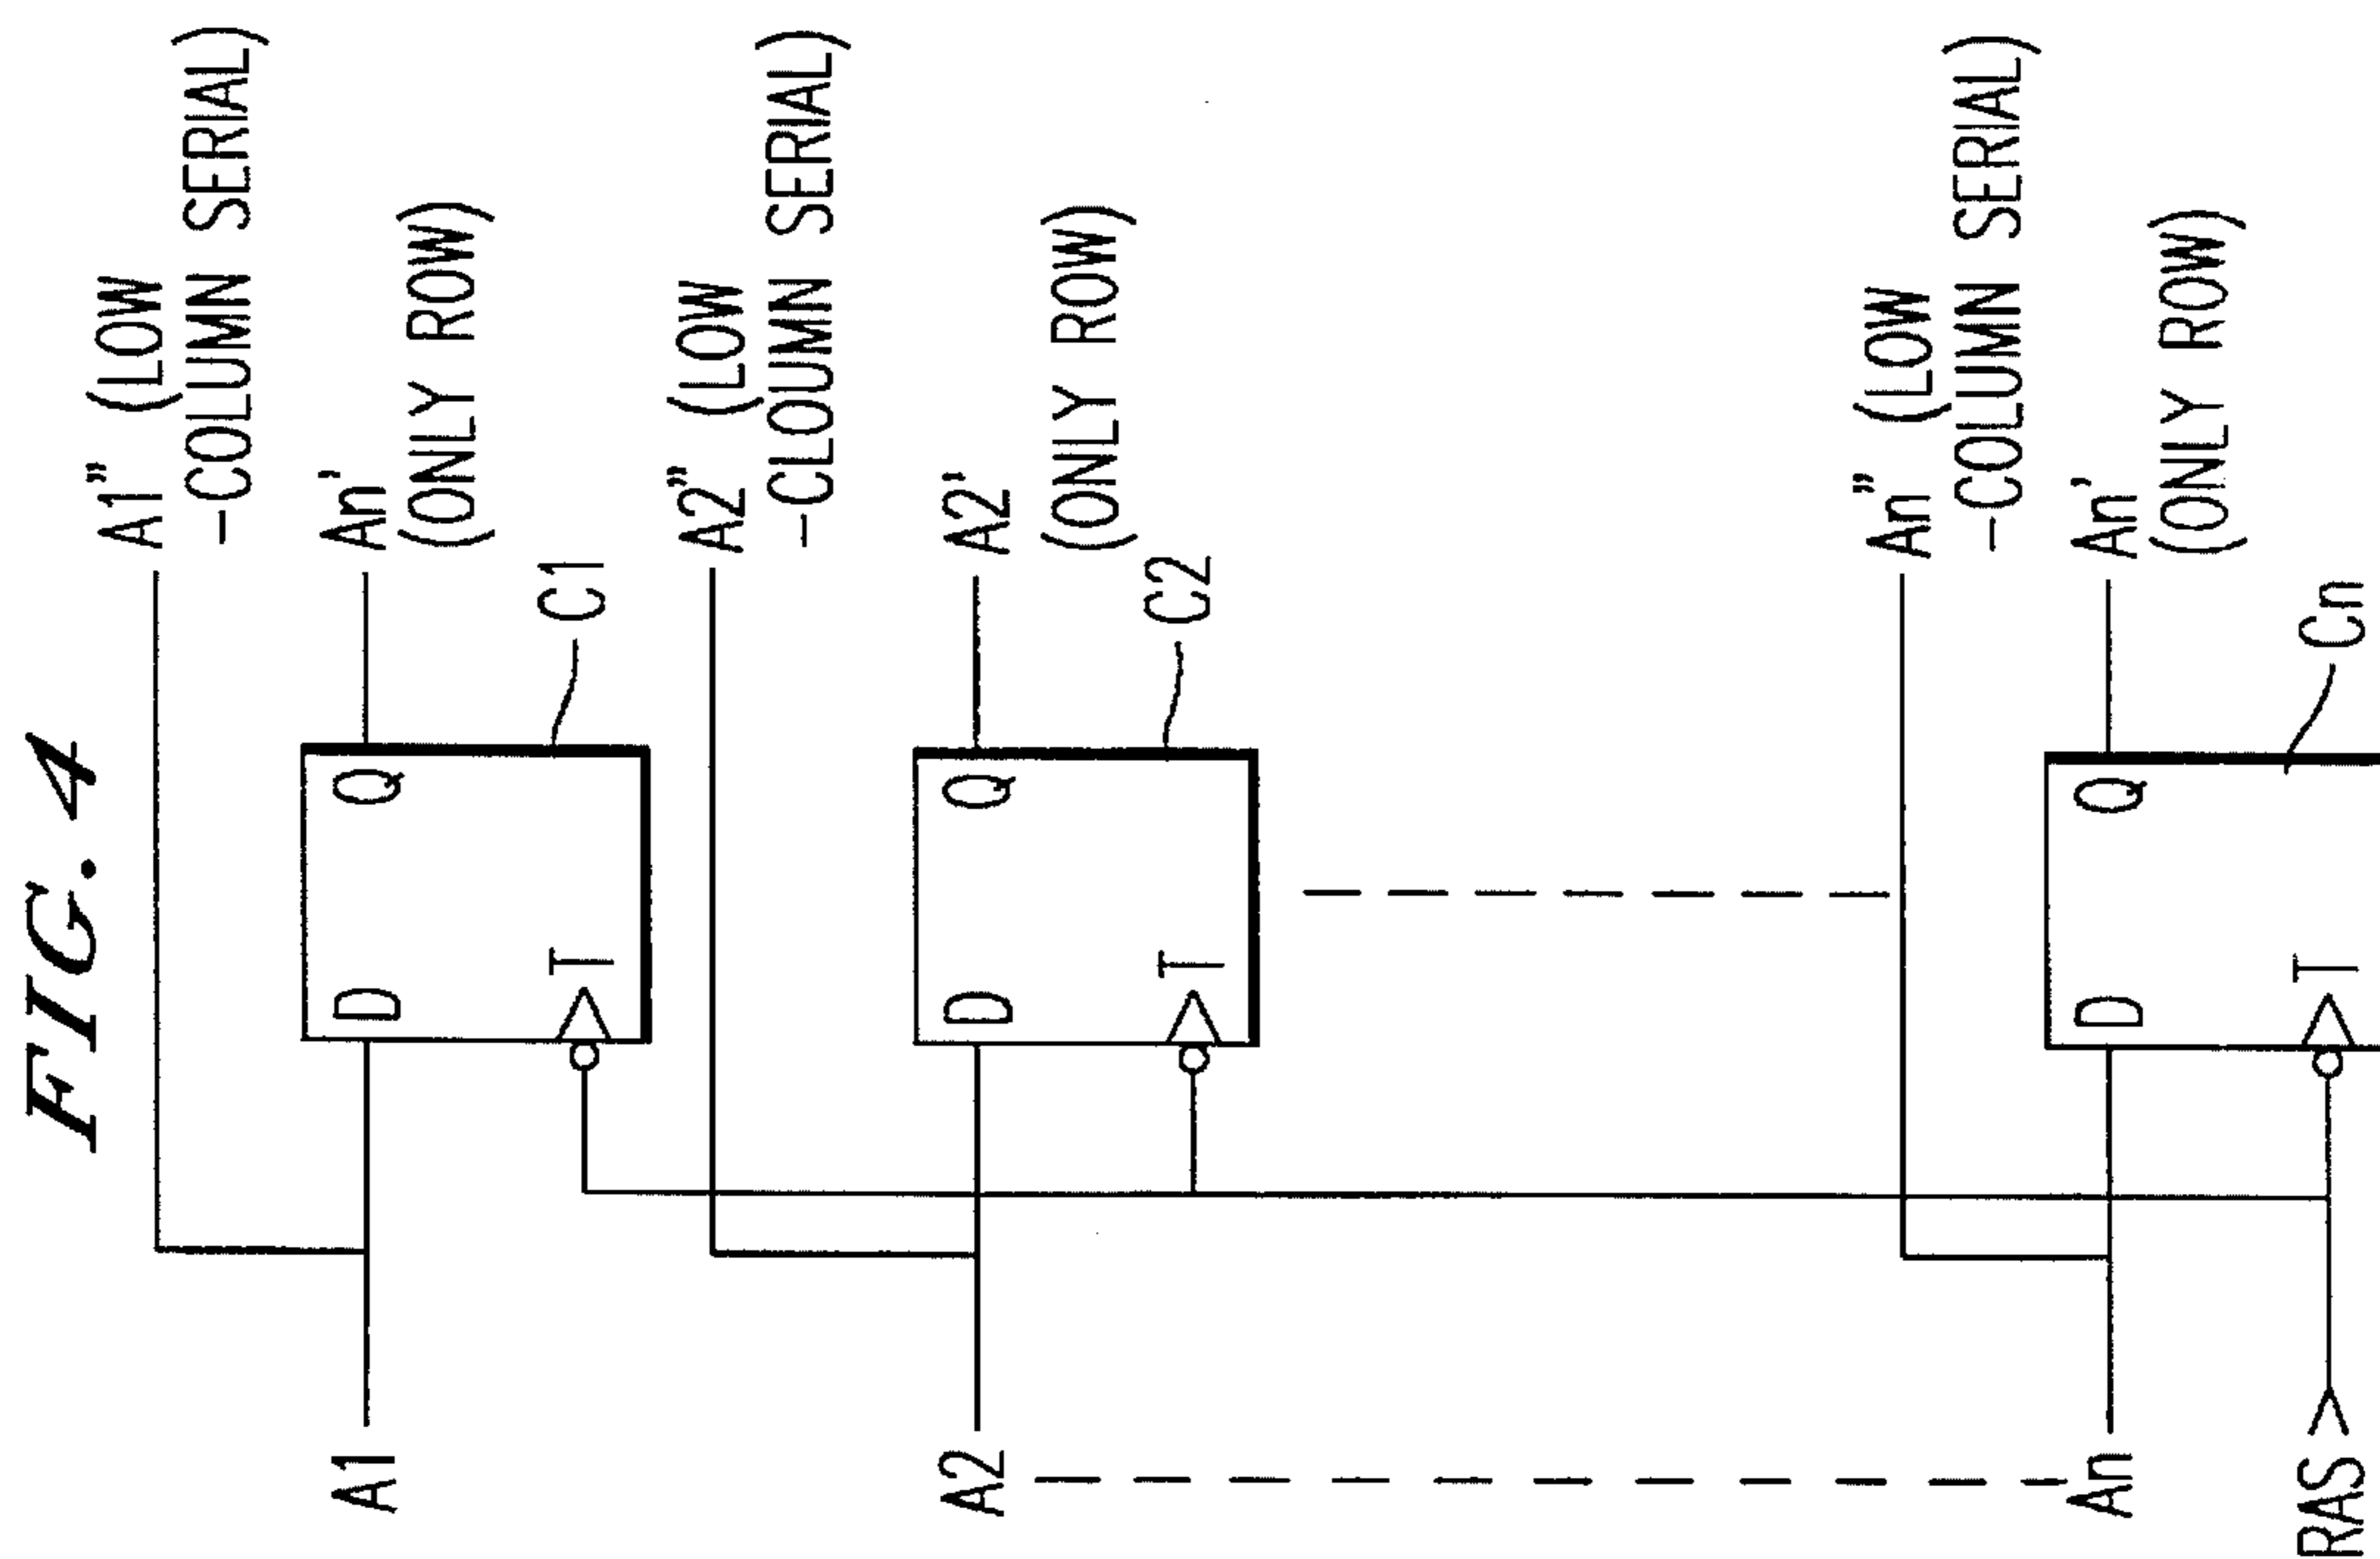 FIG. 4
A1" (LOW
-COLUMN SERIAL)
A1
D
Q
T
An'
(ONLY ROW)
C1
A2" (LOW
-CLOUMN SERIAL)
A2
D
Q
T
A2'
(ONLY ROW)
C2
An" (LOW
-COLUMN SERIAL)
An
D
Q
T
An'
(ONLY ROW)
Cn
RAS